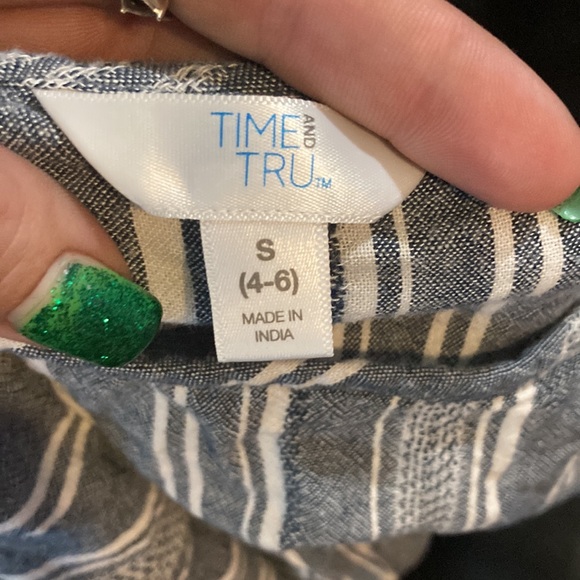 TIME AND
TRU™
S
(4-6)
MADE IN
INDIA